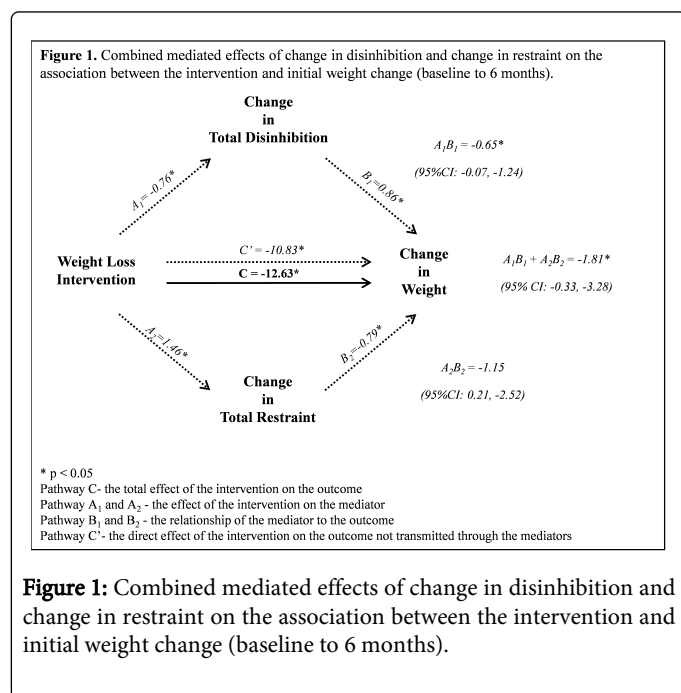 Figure 1. Combined mediated effects of change in disinhibition and change in restraint on the
association between the intervention and initial weight change (baseline to 6 months).
Change
in
Total Disinhibition
A₁B₁ = -0.65*
(95%CI: -0.07, -1.24)
A₁= -0.76*
B₁=0.86*
Weight Loss
Intervention
C' = -10.83*
C = -12.63*
Change
in
Weight
A₁B₁ + A₂B₂ = -1.81*
(95% CI: -0.33, -3.28)
A₂=1.46*
B₂=-0.79*
Change
in
Total Restraint
A₂B₂ = -1.15
(95%CI: 0.21, -2.52)
* p < 0.05
Pathway C- the total effect of the intervention on the outcome
Pathway A₁ and A₂ - the effect of the intervention on the mediator
Pathway B₁ and B₂ - the relationship of the mediator to the outcome
Pathway C'- the direct effect of the intervention on the outcome not transmitted through the mediators
Figure 1: Combined mediated effects of change in disinhibition and
change in restraint on the association between the intervention and
initial weight change (baseline to 6 months).